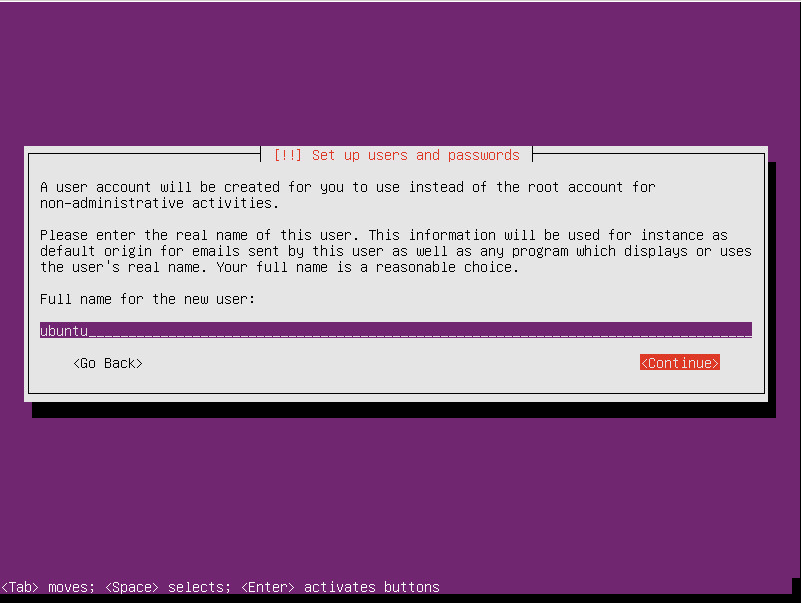 [!!] Set up users and passwords
A user account will be created for you to use instead of the root account for
non-administrative activities.
Please enter the real name of this user. This information will be used for instance as
default origin for emails sent by this user as well as any program which displays or uses
the user's real name. Your full name is a reasonable choice.
Full name for the new user:
ubuntu
<Go Back> <Continue>
<Tab> moves; <Space> selects; <Enter> activates buttons